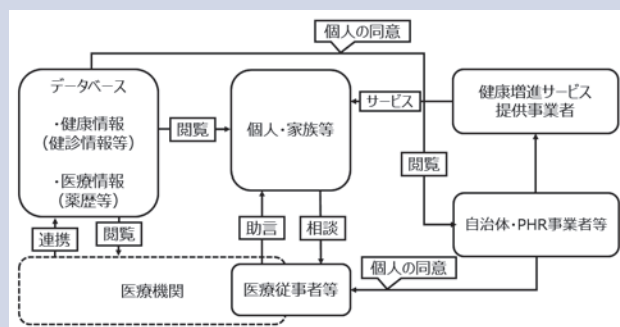 個人の同意
データベース
・健康情報
(健診情報等)
・医療情報
(薬歴等)
閲覧
個人・家族等
サービス
健康増進サービス
提供事業者
閲覧
自治体・PHR事業者等
連携
閲覧
助言
相談
個人の同意
医療機関
医療従事者等